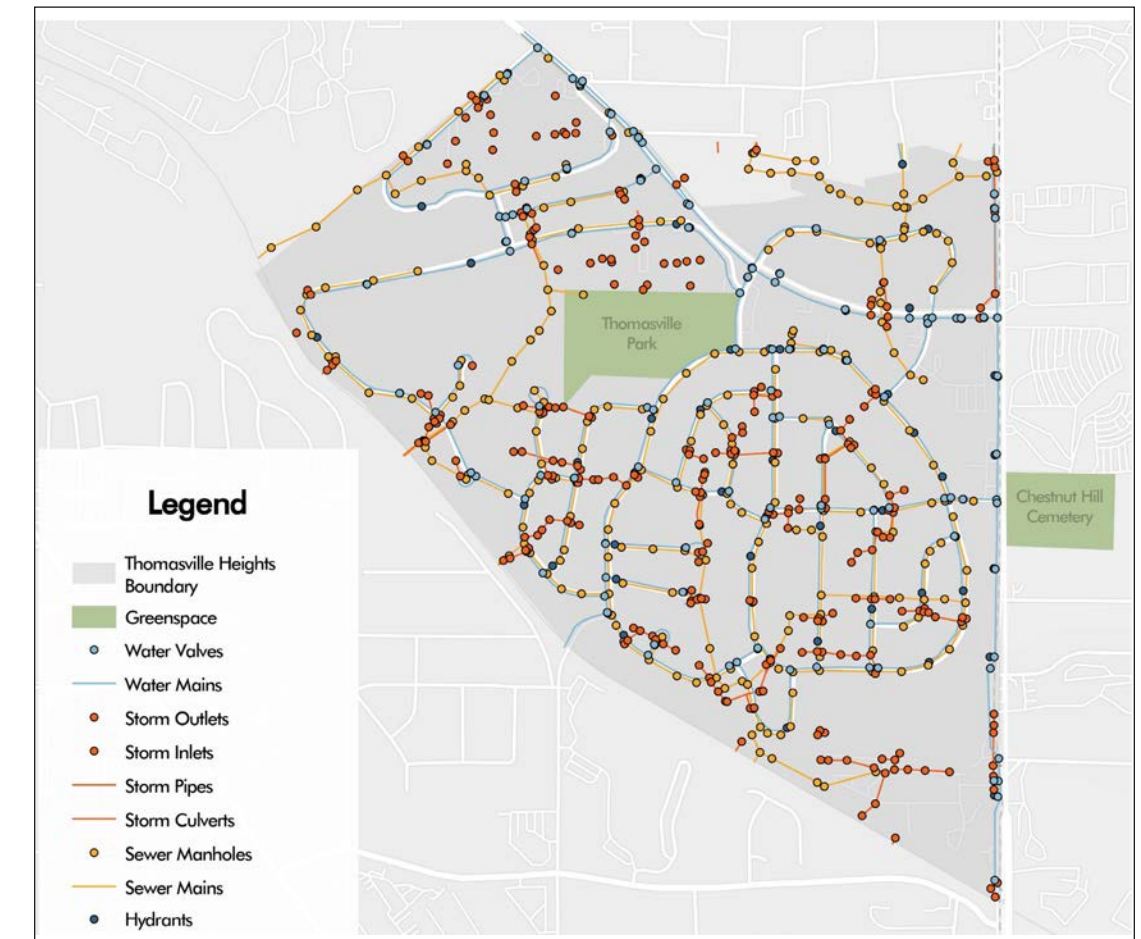 Thomasville
Park
Chestnut Hill
Cemetery
Legend
Thomasville Heights
Boundary
Greenspace
Water Valves
Water Mains
Storm Outlets
Storm Inlets
Storm Pipes
Storm Culverts
Sewer Manholes
Sewer Mains
Hydrants